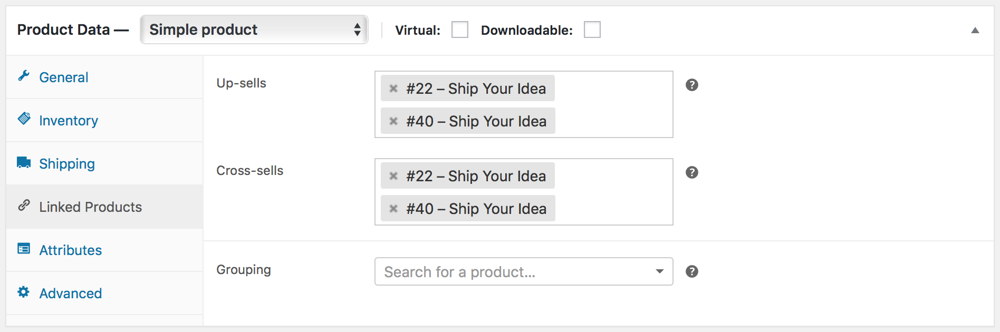 Product Data — Simple product Virtual: Downloadable:
General
Inventory
Shipping
Linked Products
Attributes
Advanced
Up-sells
× #22 – Ship Your Idea
× #40 – Ship Your Idea
Cross-sells
× #22 – Ship Your Idea
× #40 – Ship Your Idea
Grouping
Search for a product...